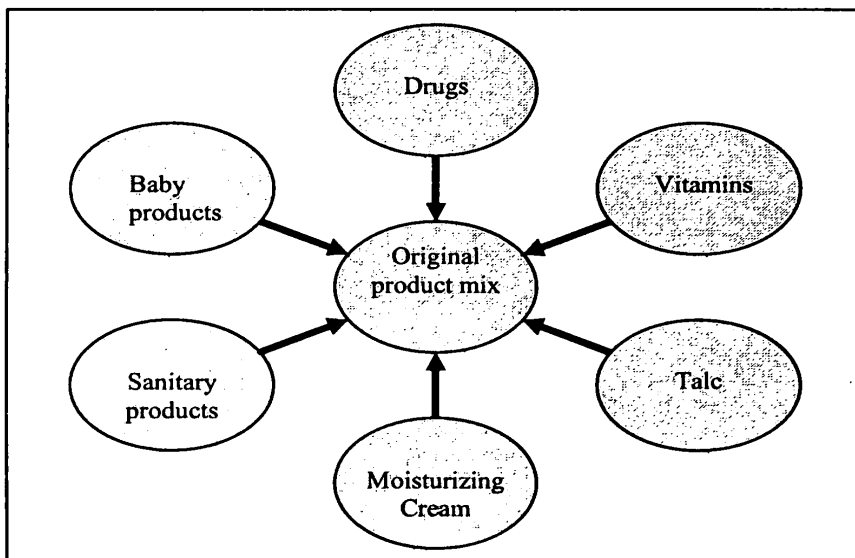 Drugs
Baby
products
Vitamins
Original
product mix
Sanitary
products
Talc
Moisturizing
Cream